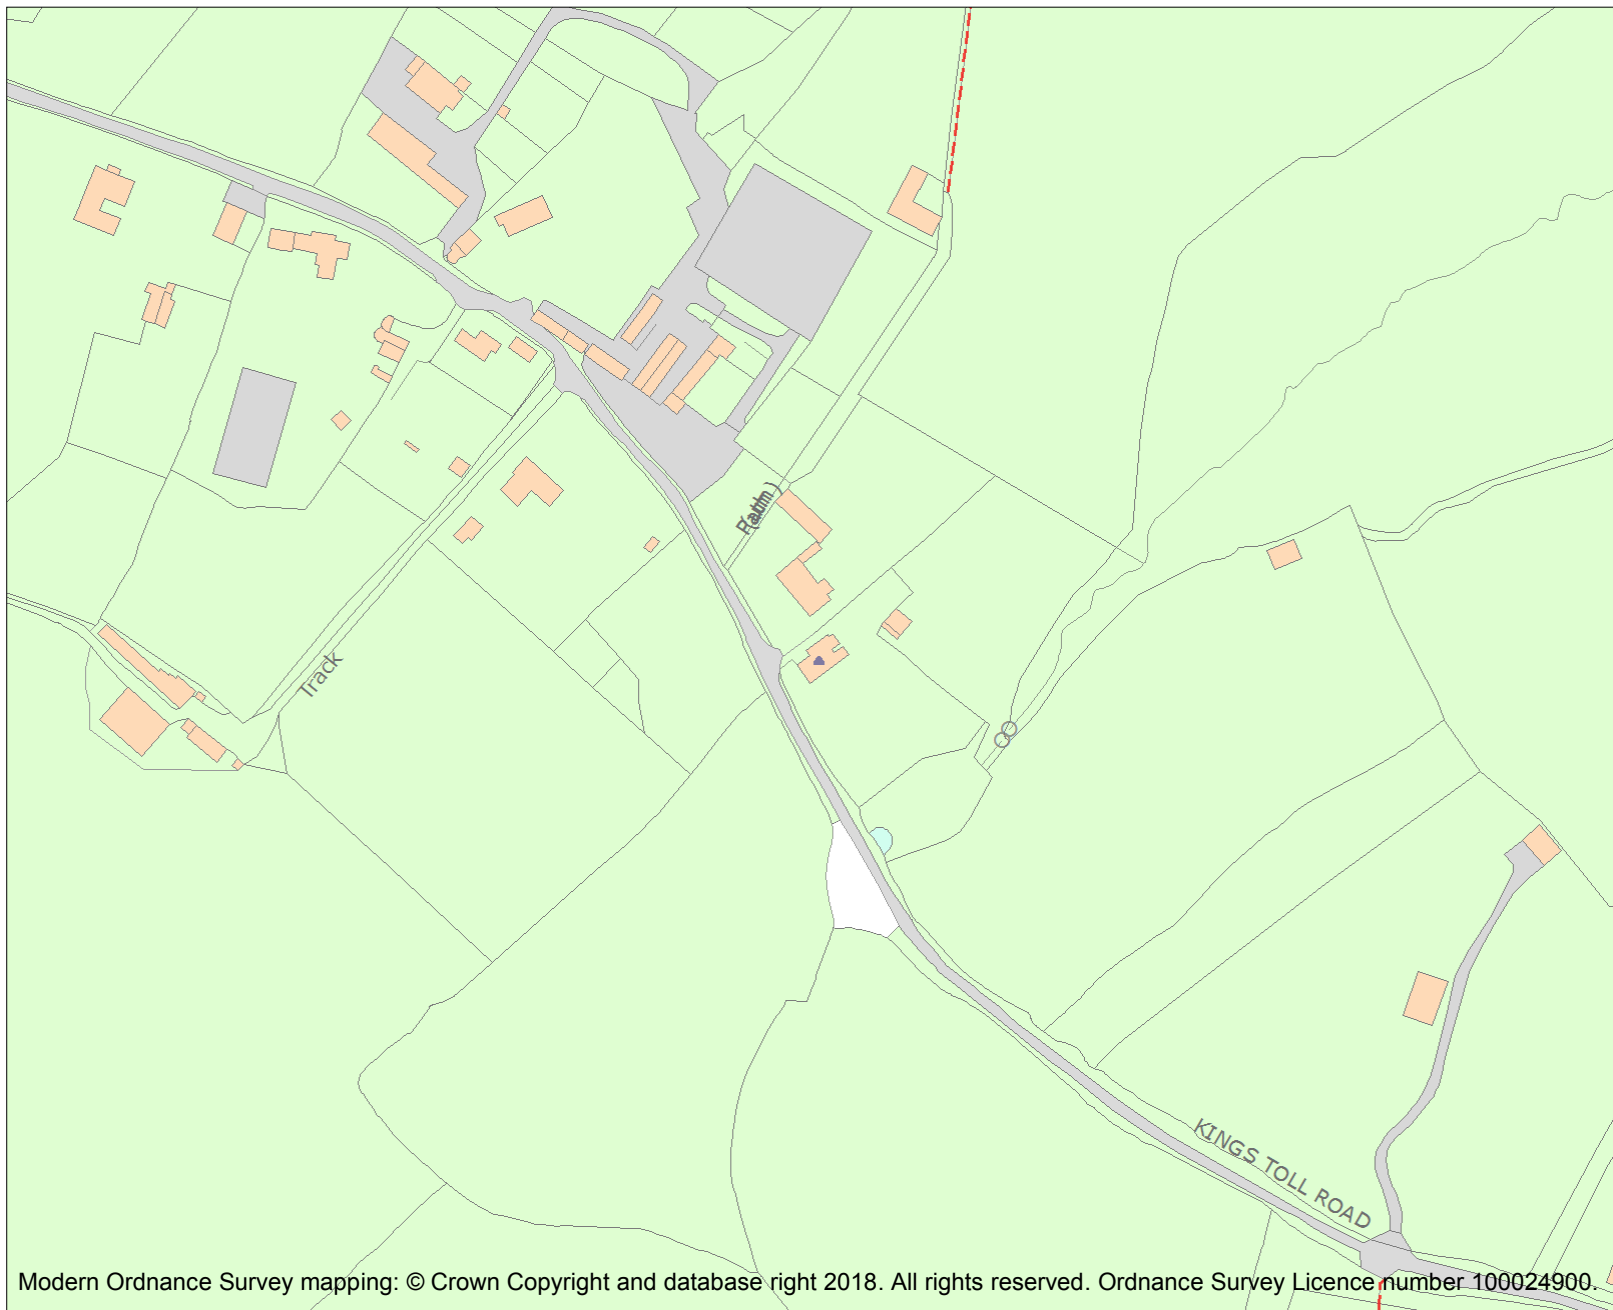 Track
KINGS TOLL ROAD
Modern Ordnance Survey mapping: © Crown Copyright and database right 2018. All rights reserved. Ordnance Survey Licence number 100024900.